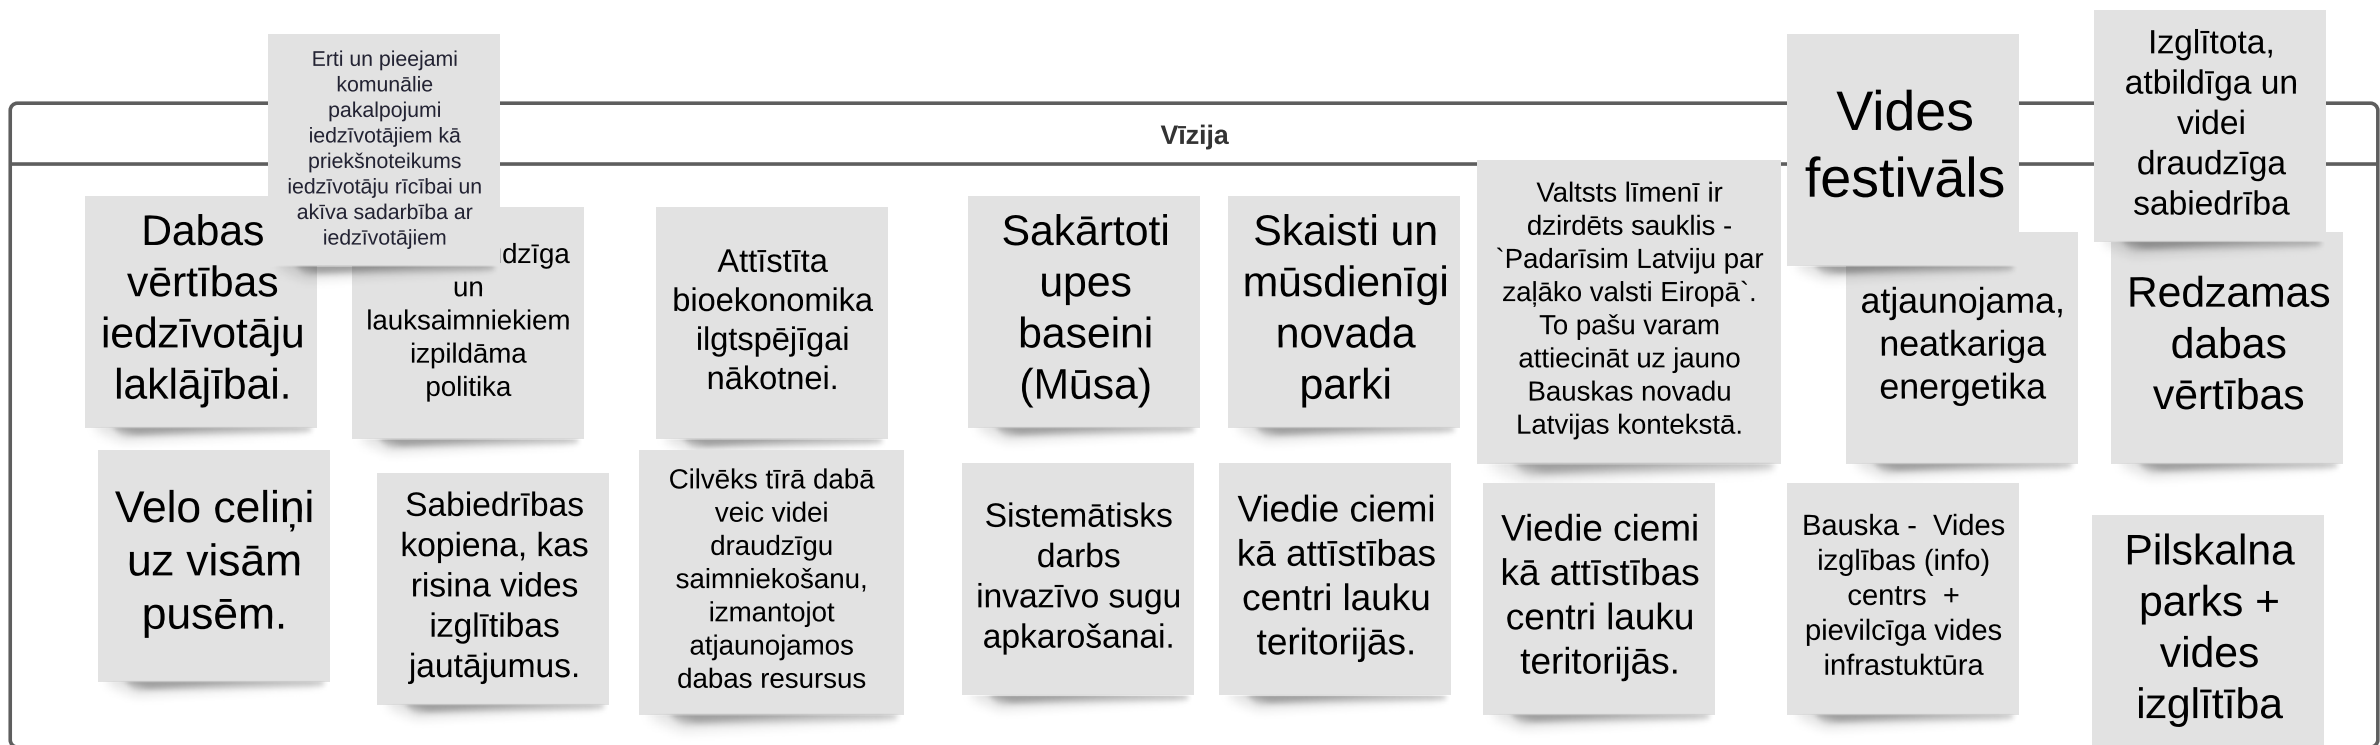 Erti un pieejami
komunālie
pakalpojumi
iedzīvotājiem kā
priekšnoteikums
iedzīvotāju rīcībai un
akīva sadarbība ar
iedzīvotājiem
Vides
festivāls
Izglītota,
atbildīga un
videi
draudzīga
sabiedrība
Vīzija
Dabas
vērtības
iedzīvotāju
laklājībai.
un
lauksaimniekiem
izpildāma
politika
Attīstīta
bioekonomika
ilgtspējīgai
nākotnei.
Sakārtoti
upes
baseini
(Mūsa)
Skaisti un
mūsdienīgi
novada
parki
Valtsts līmenī ir
dzirdēts sauklis -
`Padarīsim Latviju par
zaļāko valsti Eiropā`.
To pašu varam
attiecināt uz jauno
Bauskas novadu
Latvijas kontekstā.
atjaunojama,
neatkariga
energetika
Redzamas
dabas
vērtības
Velo celiņi
uz visām
pusēm.
Sabiedrības
kopiena, kas
risina vides
izglītibas
jautājumus.
Cilvēks tīrā dabā
veic videi
draudzīgu
saimniekošanu,
izmantojot
atjaunojamos
dabas resursus
Sistemātisks
darbs
invazīvo sugu
apkarošanai.
Viedie ciemi
kā attīstības
centri lauku
teritorijās.
Viedie ciemi
kā attīstības
centri lauku
teritorijās.
Bauska -  Vides
izglības (info)
centrs  +
pievilcīga vides
infrastuktūra
Pilskalna
parks +
vides
izglītība